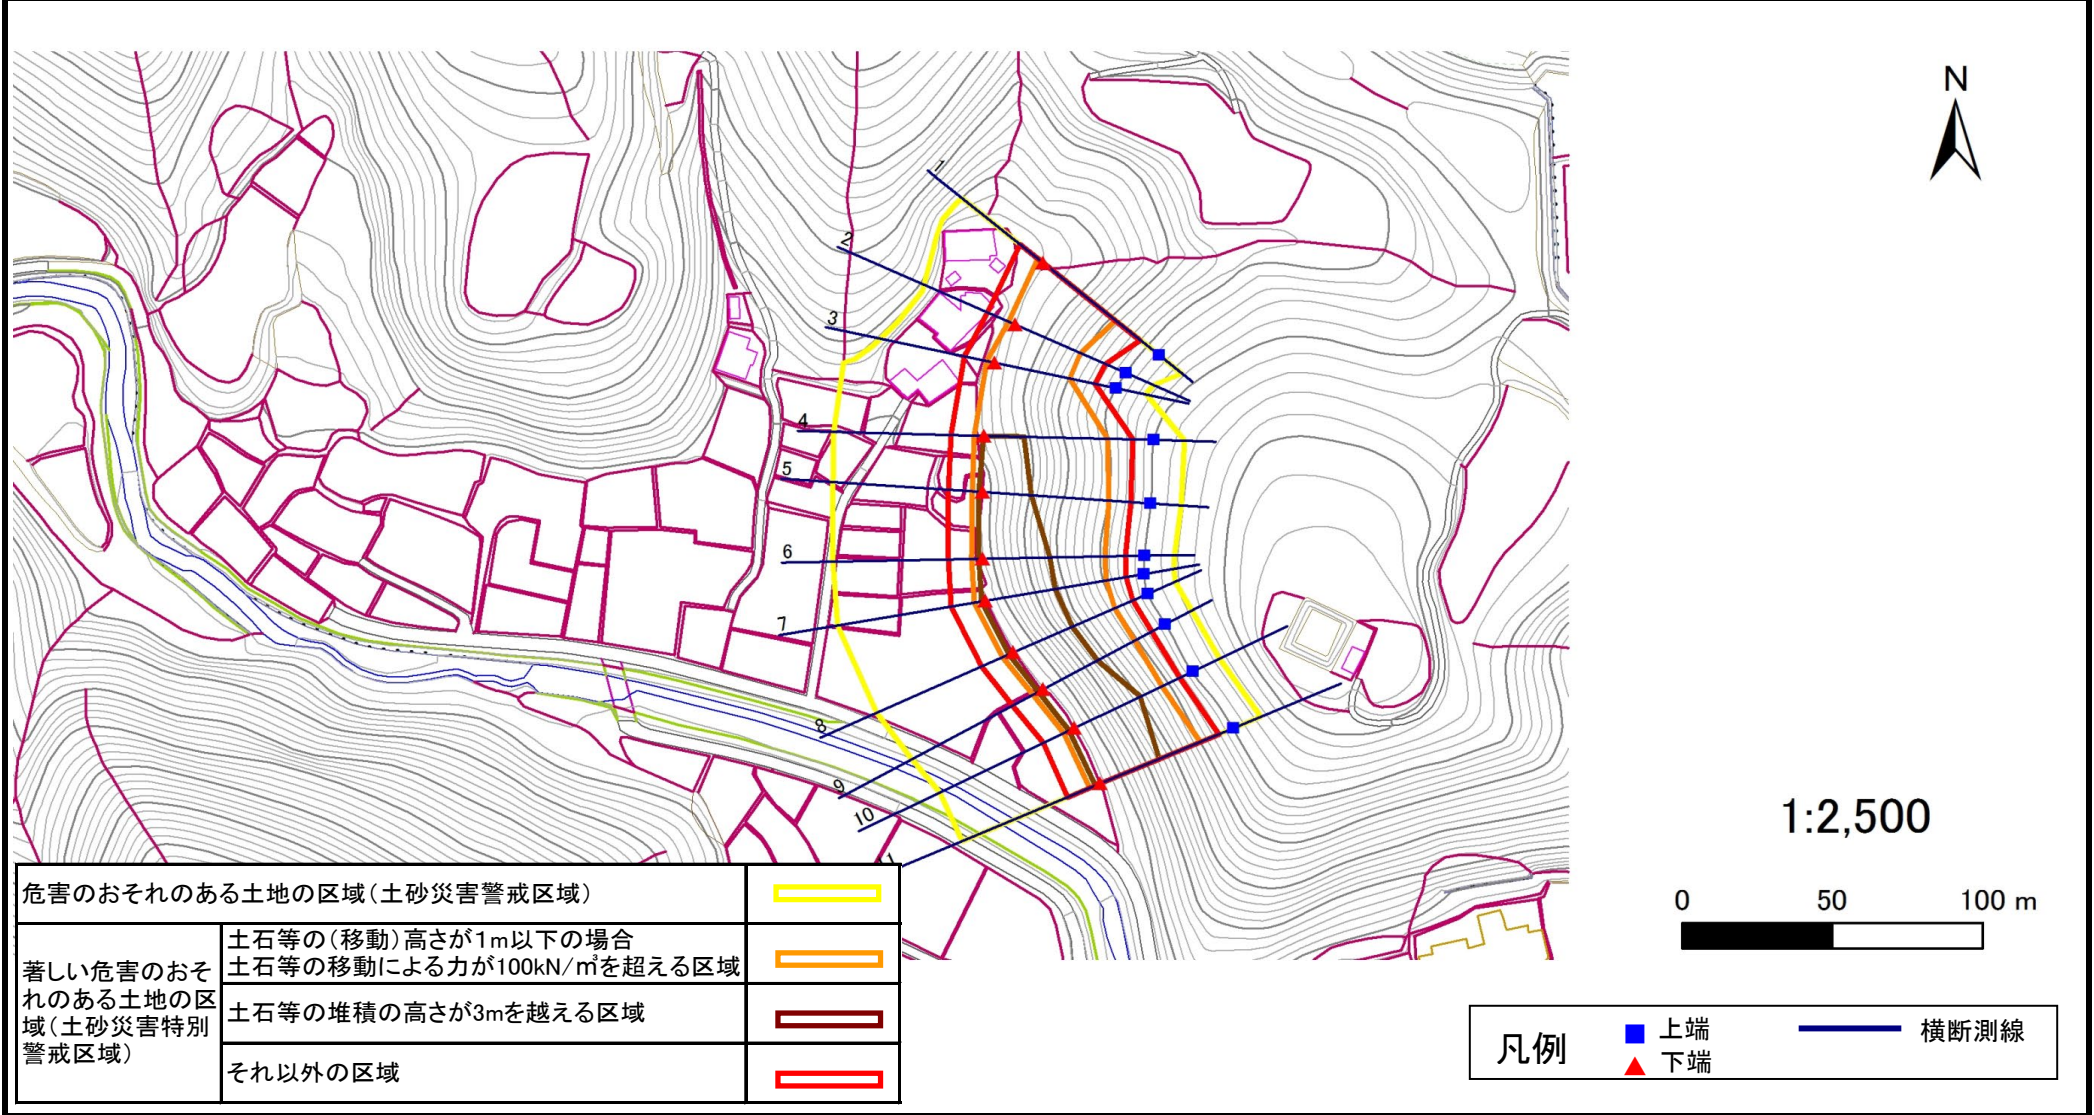 N
1
2
3
4
5
6
7
8
9
10
11
1:2,500
0 50 100 m
危害のおそれのある土地の区域(土砂災害警戒区域)
著しい危害のおそ
れのある土地の区
域(土砂災害特別
警戒区域)
土石等の(移動)高さが1m以下の場合
土石等の移動による力が100kN/㎥を超える区域
土石等の堆積の高さが3mを越える区域
それ以外の区域
凡例
上端
下端
横断測線